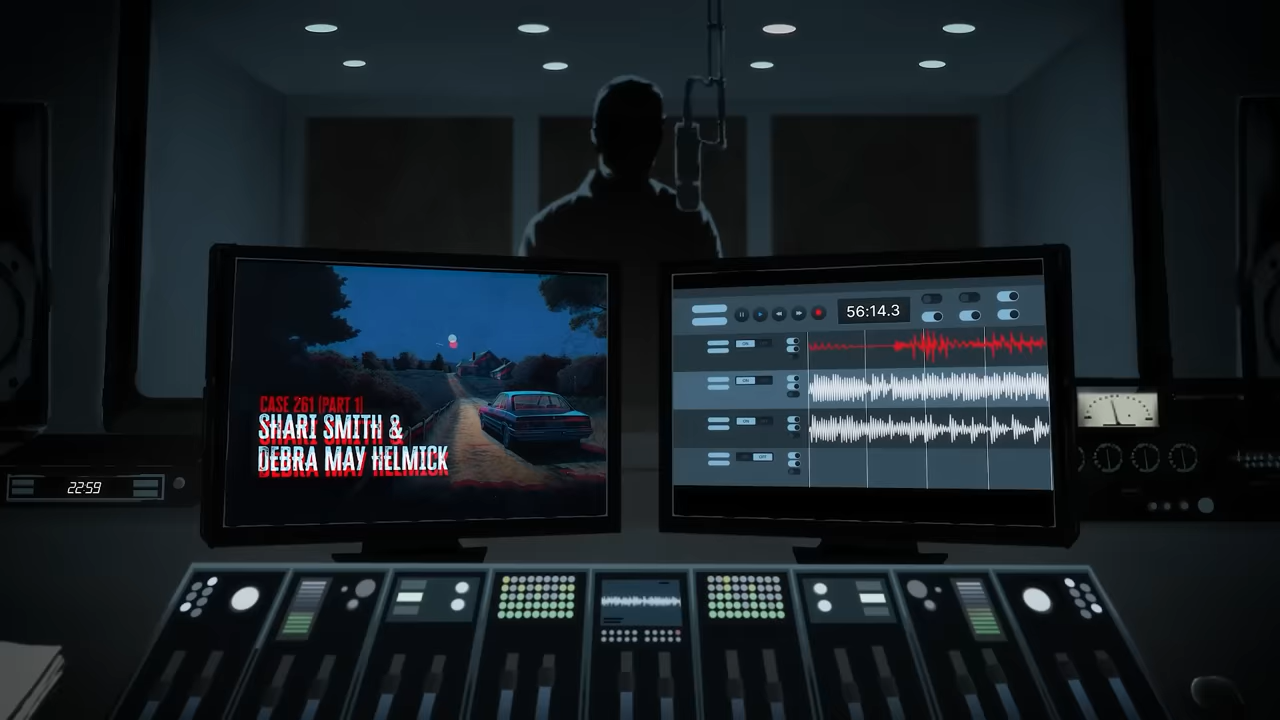 CASE 261 (PART 1)
SHARI SMITH &
DEBRA MAY HELMICK
56:14.3
22:59